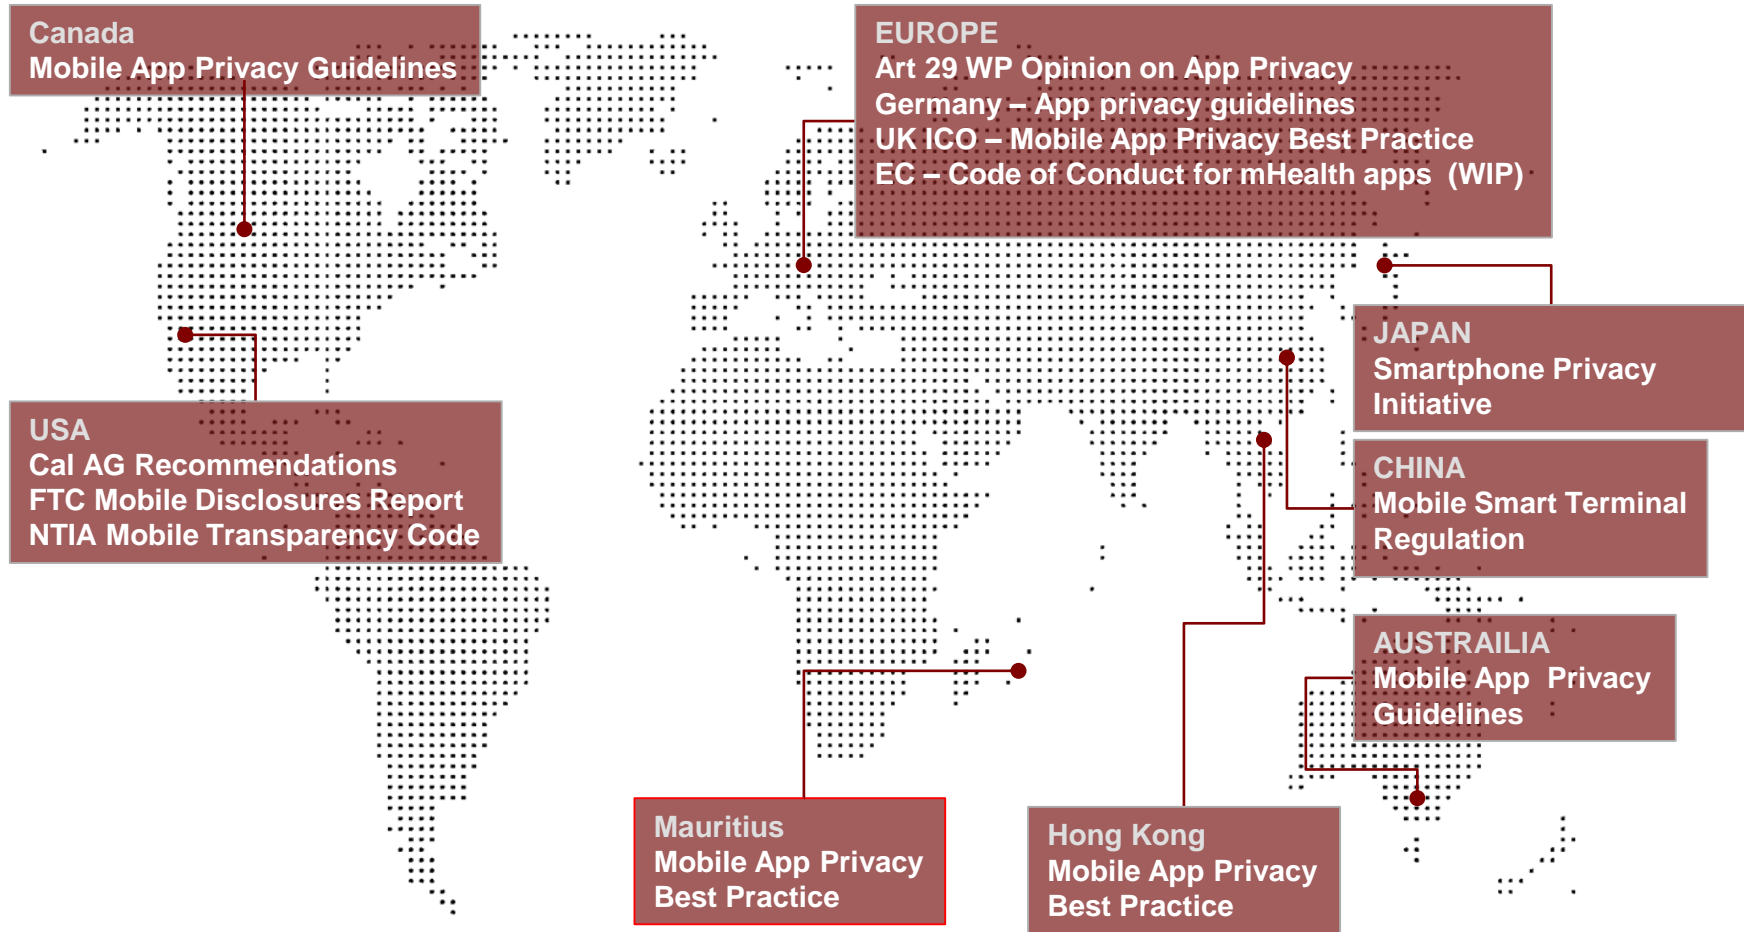 Canada
Mobile App Privacy Guidelines
EUROPE
Art 29 WP Opinion on App Privacy
Germany – App privacy guidelines
UK ICO – Mobile App Privacy Best Practice
EC – Code of Conduct for mHealth apps (WIP)
JAPAN
Smartphone Privacy
Initiative
USA
Cal AG Recommendations
FTC Mobile Disclosures Report
NTIA Mobile Transparency Code
CHINA
Mobile Smart Terminal
Regulation
AUSTRAILIA
Mobile App Privacy
Guidelines
Mauritius
Mobile App Privacy
Best Practice
Hong Kong
Mobile App Privacy
Best Practice